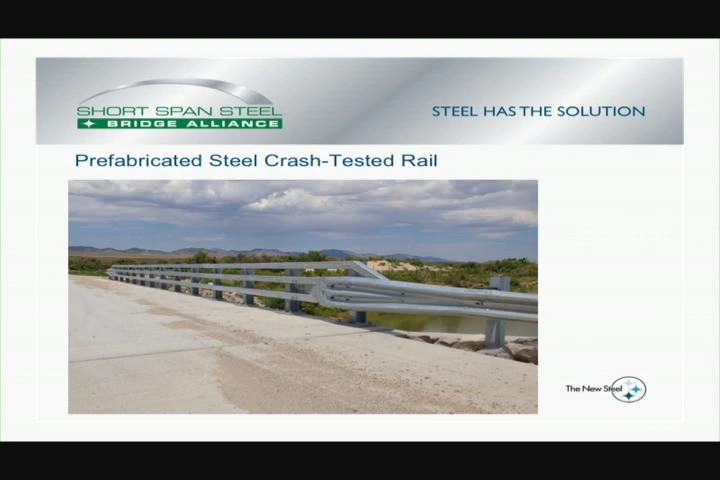 SHORT SPAN STEEL
BRIDGE ALLIANCE
STEEL HAS THE SOLUTION
Prefabricated Steel Crash-Tested Rail
The New Steel